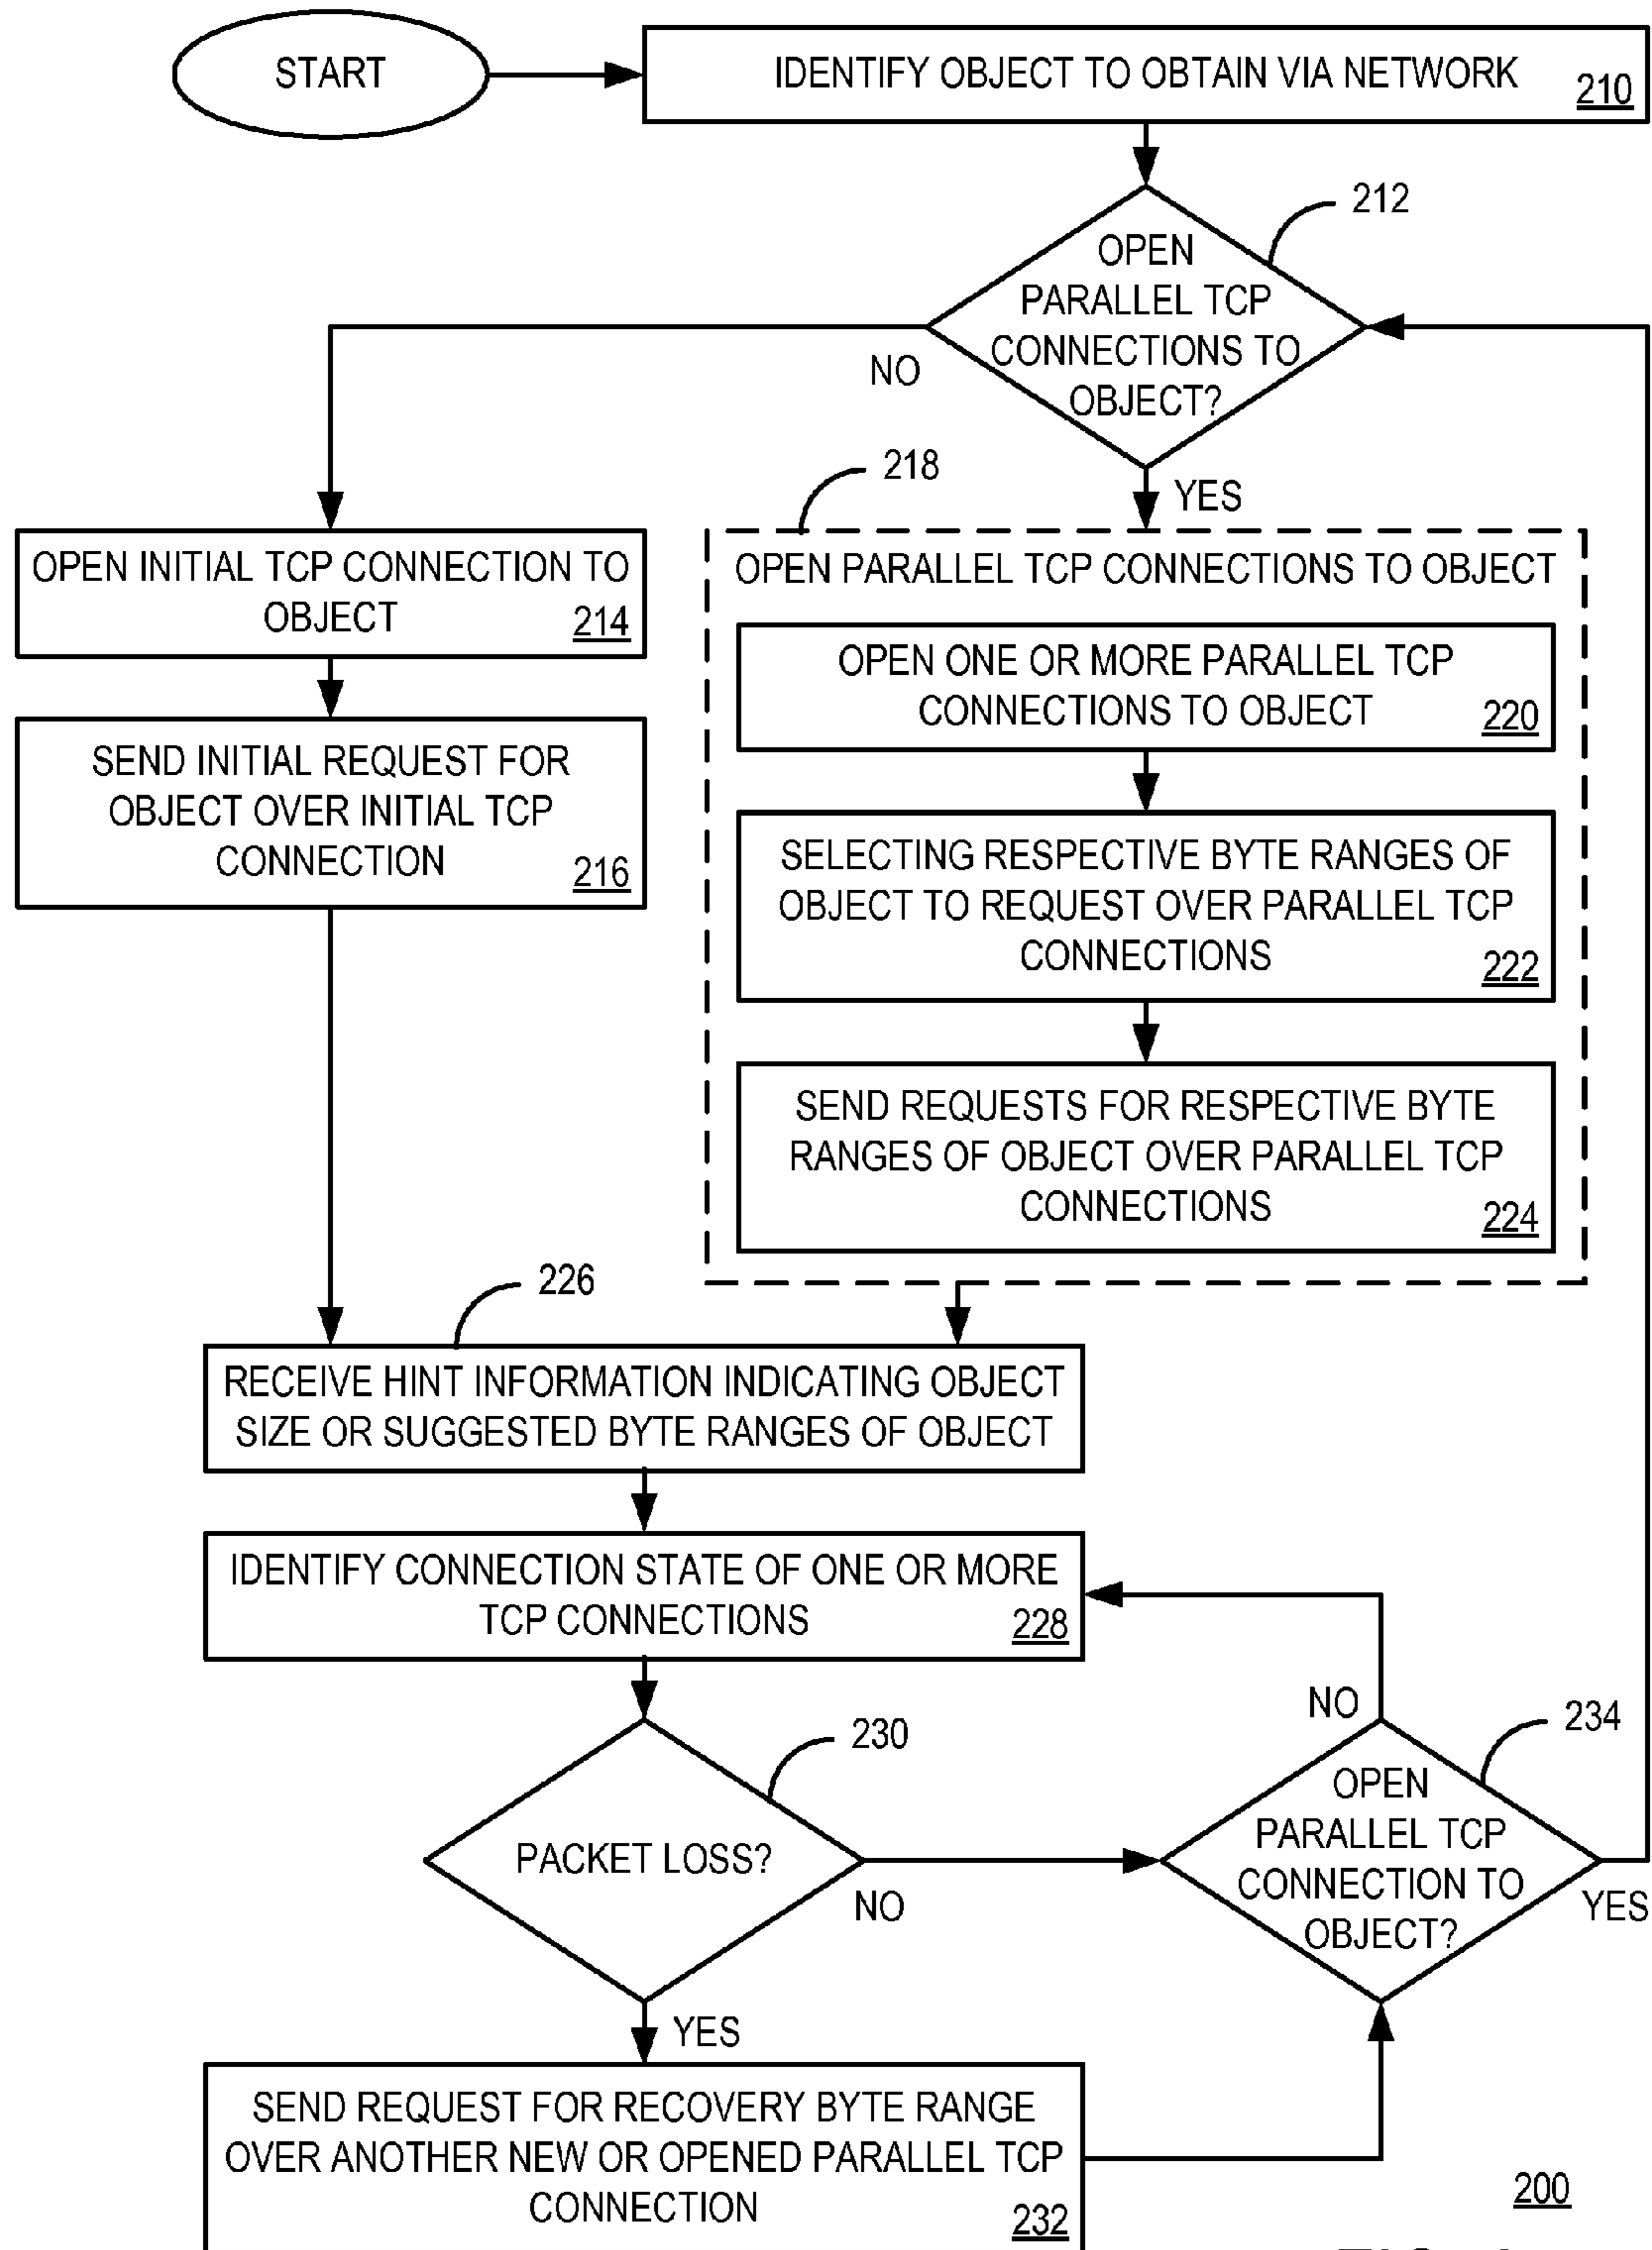 START
IDENTIFY OBJECT TO OBTAIN VIA NETWORK
210
212
OPEN
PARALLEL TCP
CONNECTIONS TO
OBJECT?
NO
YES
218
OPEN INITIAL TCP CONNECTION TO
OBJECT
214
SEND INITIAL REQUEST FOR
OBJECT OVER INITIAL TCP
CONNECTION
216
OPEN PARALLEL TCP CONNECTIONS TO OBJECT
OPEN ONE OR MORE PARALLEL TCP
CONNECTIONS TO OBJECT
220
SELECTING RESPECTIVE BYTE RANGES OF
OBJECT TO REQUEST OVER PARALLEL TCP
CONNECTIONS
222
SEND REQUESTS FOR RESPECTIVE BYTE
RANGES OF OBJECT OVER PARALLEL TCP
CONNECTIONS
224
226
RECEIVE HINT INFORMATION INDICATING OBJECT
SIZE OR SUGGESTED BYTE RANGES OF OBJECT
IDENTIFY CONNECTION STATE OF ONE OR MORE
TCP CONNECTIONS
228
230
PACKET LOSS?
NO
YES
234
OPEN
PARALLEL TCP
CONNECTION TO
OBJECT?
NO
YES
SEND REQUEST FOR RECOVERY BYTE RANGE
OVER ANOTHER NEW OR OPENED PARALLEL TCP
CONNECTION
232
200